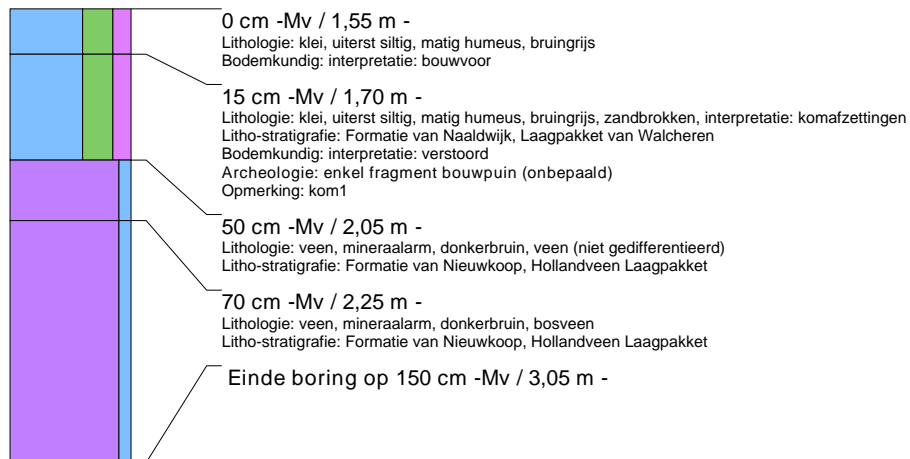 0 cm -Mv / 1,55 m -
Lithologie: klei, uiterst siltig, matig humeus, bruingrijs
Bodemkundig: interpretatie: bouwvoor
15 cm -Mv / 1,70 m -
Lithologie: klei, uiterst siltig, matig humeus, bruingrijs, zandbrokken, interpretatie: komafzettingen
Litho-stratigrafie: Formatie van Naaldwijk, Laagpakket van Walcheren
Bodemkundig: interpretatie: verstoord
Archeologie: enkel fragment bouwpuin (onbepaald)
Opmerking: kom1
50 cm -Mv / 2,05 m -
Lithologie: veen, mineraalarm, donkerbruin, veen (niet gedifferentieerd)
Litho-stratigrafie: Formatie van Nieuwkoop, Hollandveen Laagpakket
70 cm -Mv / 2,25 m -
Lithologie: veen, mineraalarm, donkerbruin, bosveen
Litho-stratigrafie: Formatie van Nieuwkoop, Hollandveen Laagpakket
Einde boring op 150 cm -Mv / 3,05 m -